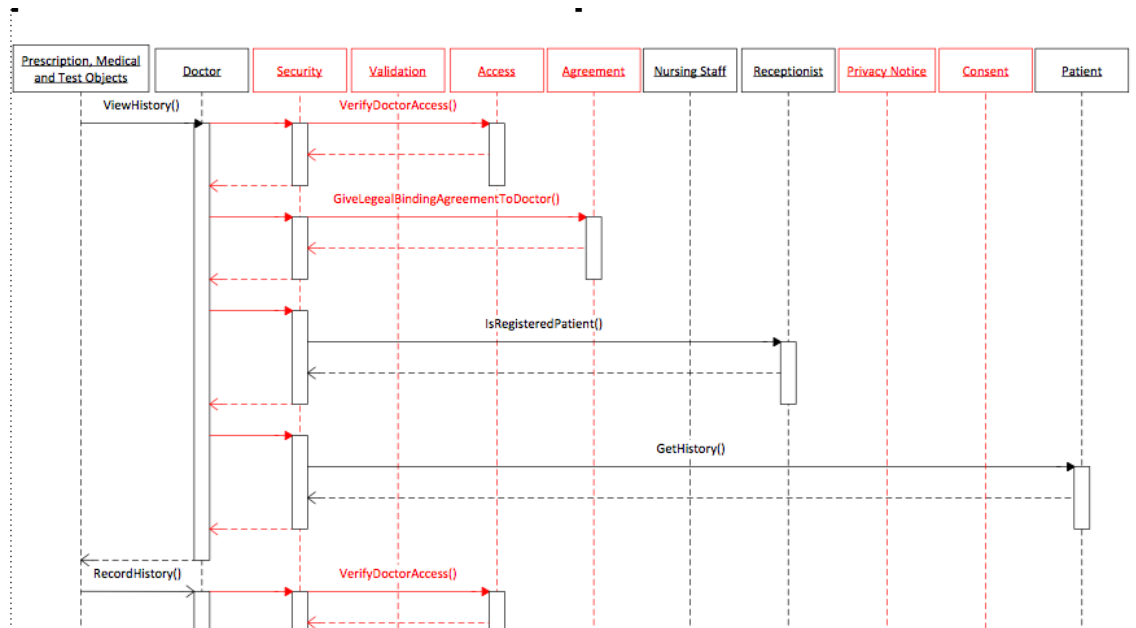 Prescription, Medical
and Test Objects
Doctor
Security
Validation
Access
Agreement
Nursing Staff
Receptionist
Privacy Notice
Consent
Patient
ViewHistory()
VerifyDoctorAccess()
GiveLegealBindingAgreementToDoctor()
IsRegisteredPatient()
GetHistory()
RecordHistory()
VerifyDoctorAccess()